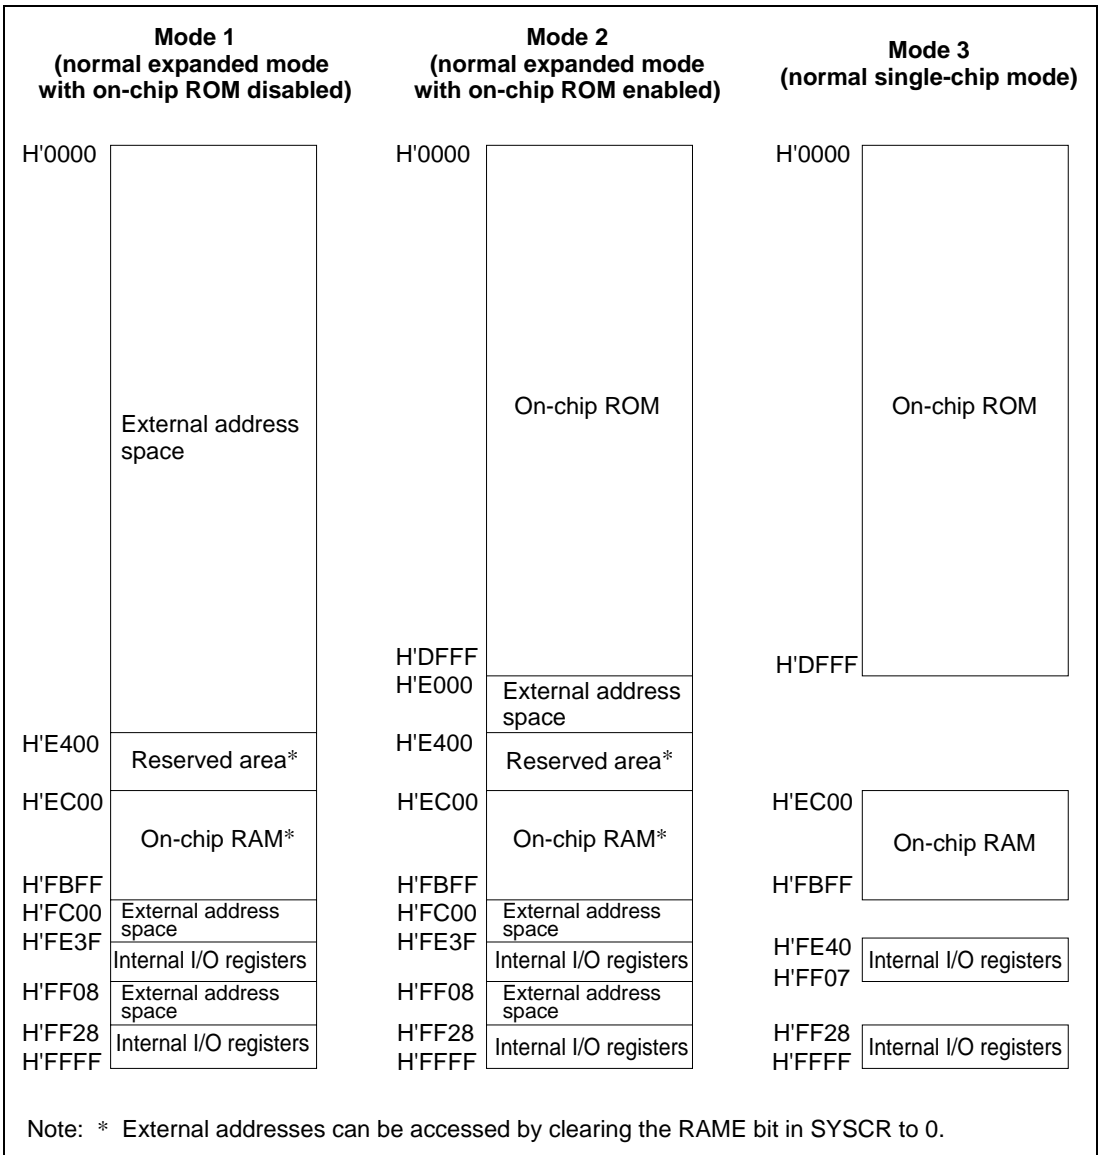 Mode 1
(normal expanded mode
with on-chip ROM disabled)
H'0000
External address
space
H'E400
Reserved area*
H'EC00
On-chip RAM*
H'FBFF
H'FC00
External address
space
H'FE3F
Internal I/O registers
H'FF08
External address
space
H'FF28
Internal I/O registers
H'FFFF
Mode 2
(normal expanded mode
with on-chip ROM enabled)
H'0000
On-chip ROM
H'DFFF
H'E000
External address
space
H'E400
Reserved area*
H'EC00
On-chip RAM*
H'FBFF
H'FC00
External address
space
H'FE3F
Internal I/O registers
H'FF08
External address
space
H'FF28
Internal I/O registers
H'FFFF
Mode 3
(normal single-chip mode)
H'0000
On-chip ROM
H'DFFF
H'EC00
On-chip RAM
H'FBFF
H'FE40
Internal I/O registers
H'FF07
H'FF28
Internal I/O registers
H'FFFF
Note: * External addresses can be accessed by clearing the RAME bit in SYSCR to 0.